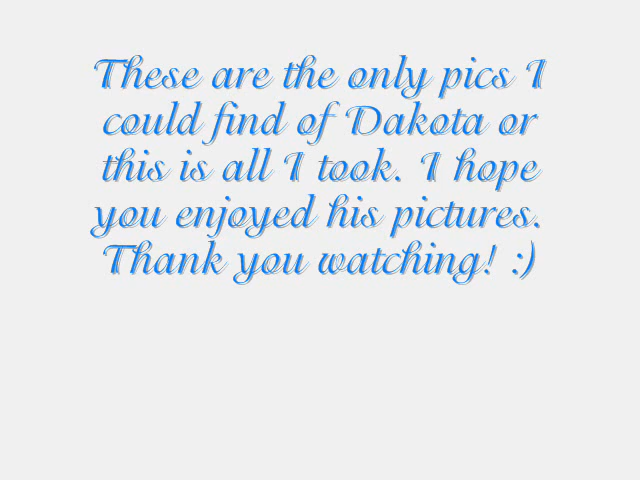 These are the only pics I
could find of Dakota or
this is all I took. I hope
you enjoyed his pictures.
Thank you watching! :)